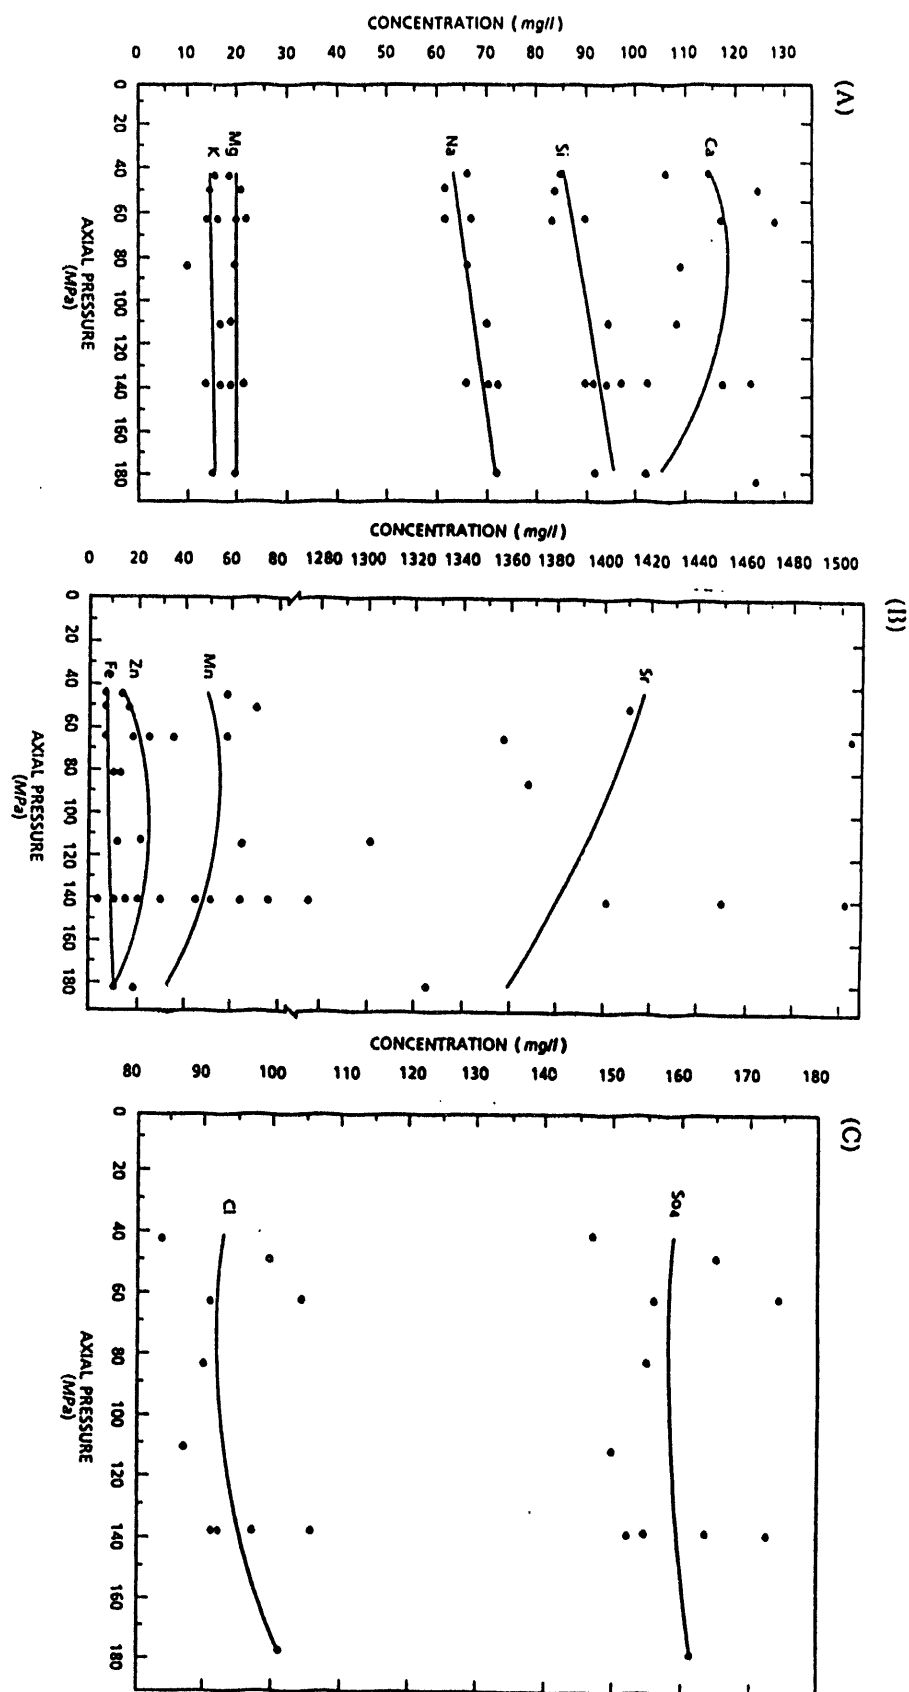 (A)
CONCENTRATION (mg/l)
0 10 20 30 40 50 60 70 80 90 100 110 120 130
0 20 40 60 80 100 120 140 160 180
K
Mg
Na
Si
Ca
AXIAL PRESSURE
(MPa)
(B)
CONCENTRATION (mg/l)
0 20 40 60 80 1280 1300 1320 1340 1360 1380 1400 1420 1440 1460 1480 1500
0 20 40 60 80 100 120 140 160 180
Fe
Zn
Mn
Sr
AXIAL PRESSURE
(MPa)
(C)
CONCENTRATION (mg/l)
80 90 100 110 120 130 140 150 160 170 180
0 20 40 60 80 100 120 140 160 180
Cl
So4
AXIAL PRESSURE
(MPa)